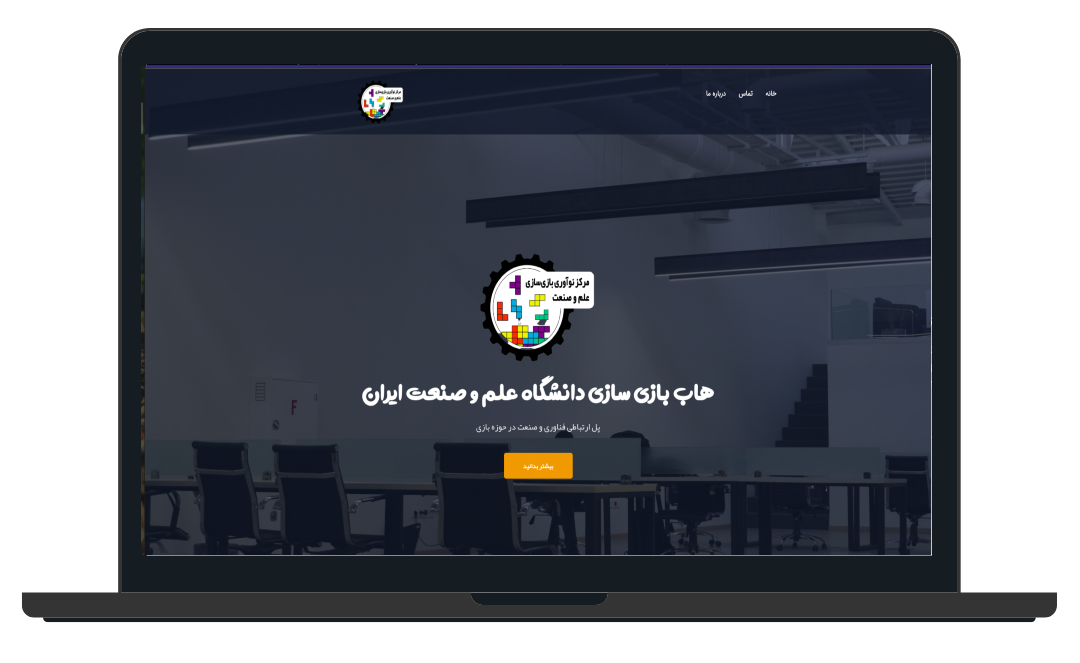 خانه
تماس
درباره ما
مرکز نوآوری بازی‌سازی
علم و صنعت
مرکز نوآوری بازی‌سازی
علم و صنعت
هاب بازی سازی دانشگاه علم و صنعت ایران
پل ارتباطی فناوری و صنعت در حوزه بازی
بیشتر بدانید
F